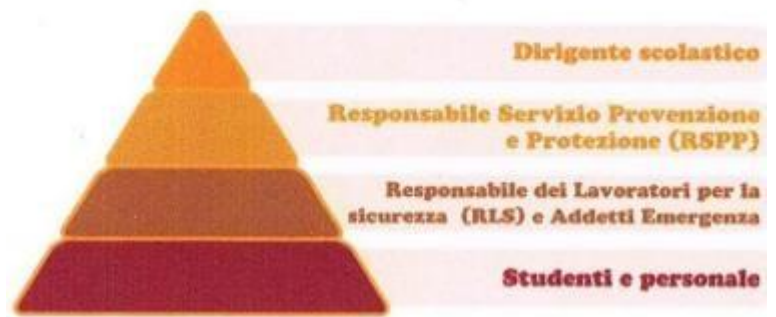 Dirigente scolastico
Responsabile Servizio Prevenzione
e Protezione (RSPP)
Responsabile dei Lavoratori per la
sicurezza (RLS) e Addetti Emergenza
Studenti e personale